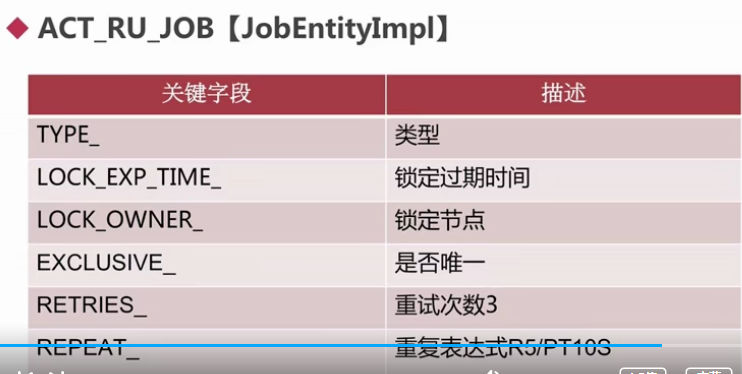 ACT_RU_JOB【JobEntityImpl】
关键字段 描述
TYPE_ 类型
LOCK_EXP_TIME_ 锁定过期时间
LOCK_OWNER_ 锁定节点
EXCLUSIVE_ 是否唯一
RETRIES_ 重试次数3
REPEAT_ 重复表达式R5/PT10S